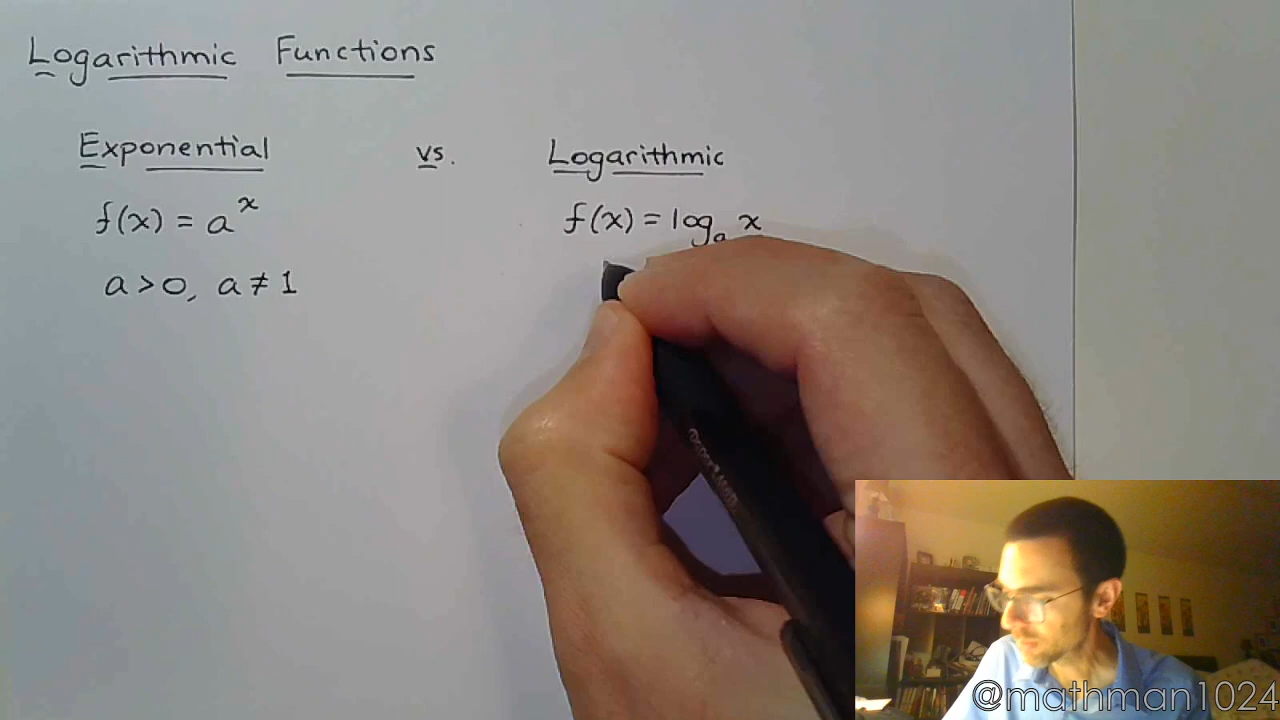 Logarithmic Functions
Exponential vs. Logarithmic
f(x) = a^x f(x) = log_a x
a > 0, a ≠ 1
@mathman1024